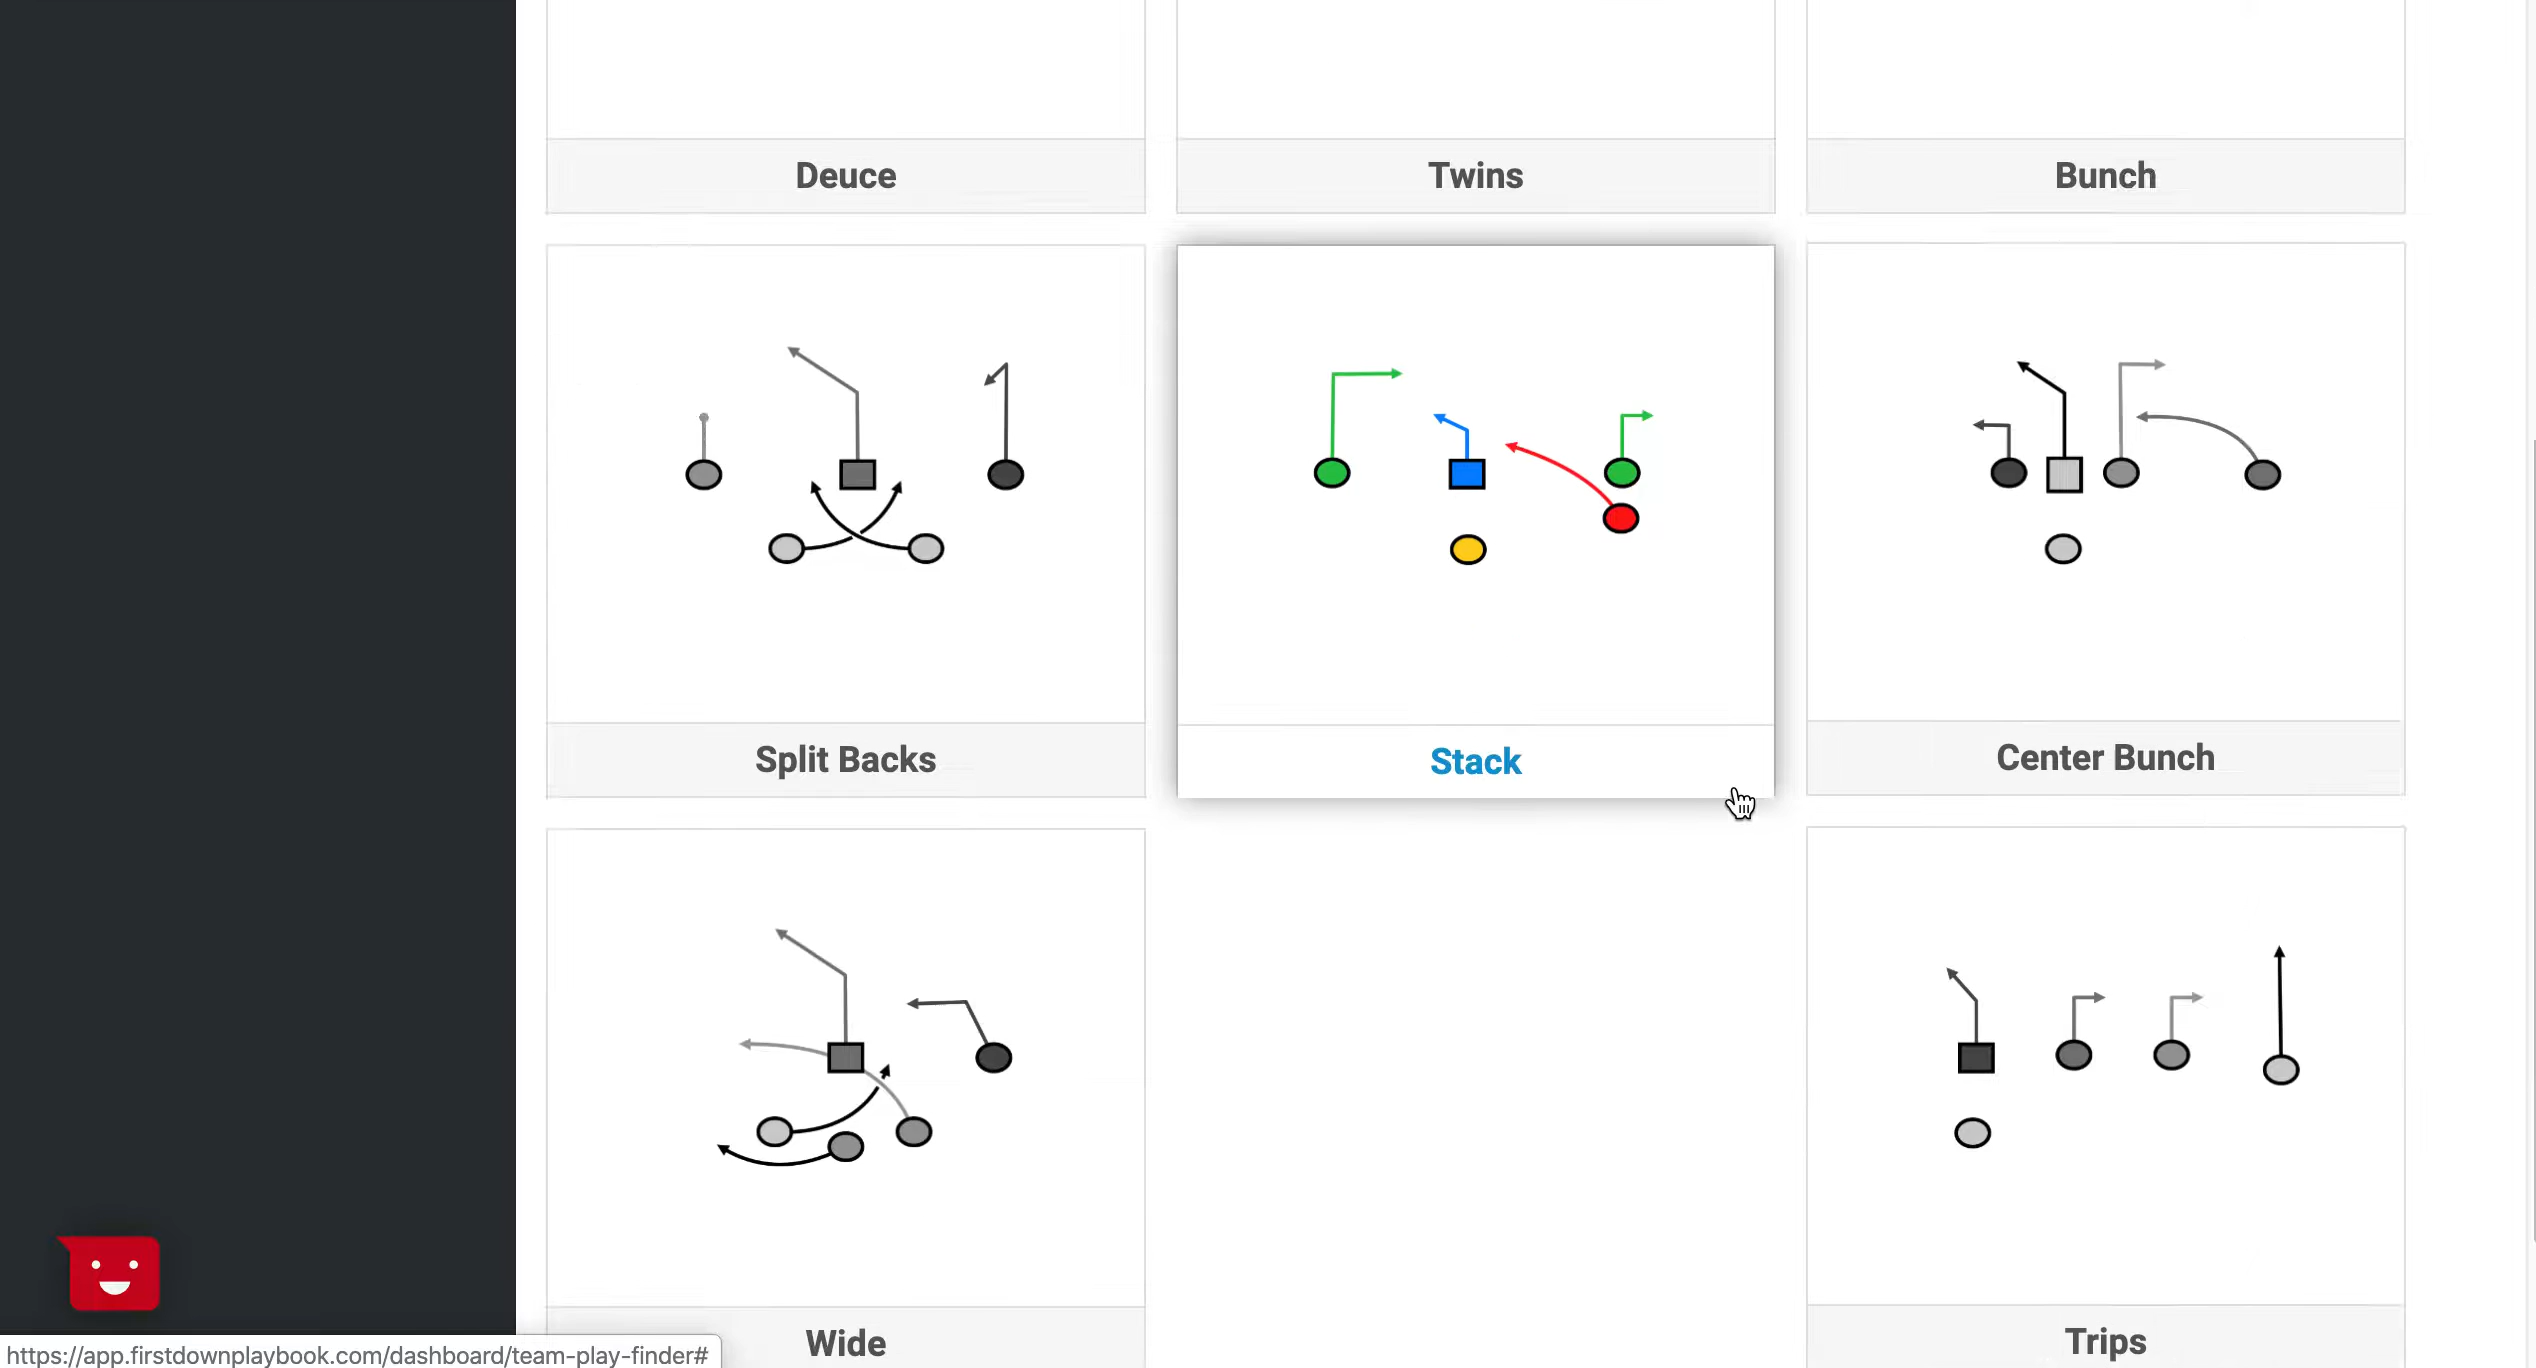 Deuce
Twins
Bunch
Split Backs
Stack
Center Bunch
Wide
Trips
https://app.firstdownplaybook.com/dashboard/team-play-finder#